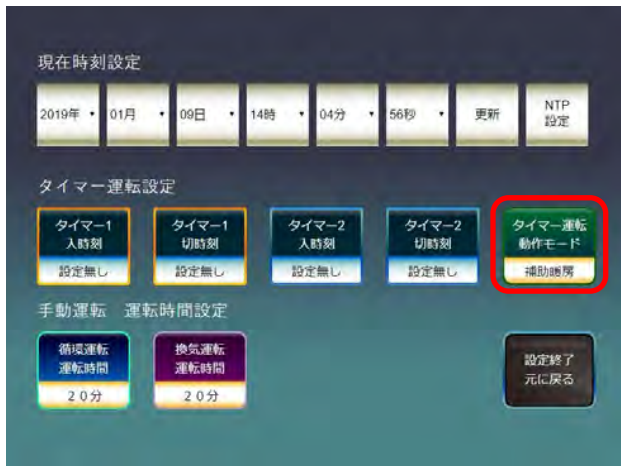 現在時刻設定
2019年 01月 09日 14時 04分 56秒 更新 NTP
設定
タイマー運転設定
タイマー1
入時刻
設定無し
タイマー1
切時刻
設定無し
タイマー2
入時刻
設定無し
タイマー2
切時刻
設定無し
タイマー運転
動作モード
補助暖房
手動運転 運転時間設定
循環運転
運転時間
20分
換気運転
運転時間
20分
設定終了
元に戻る